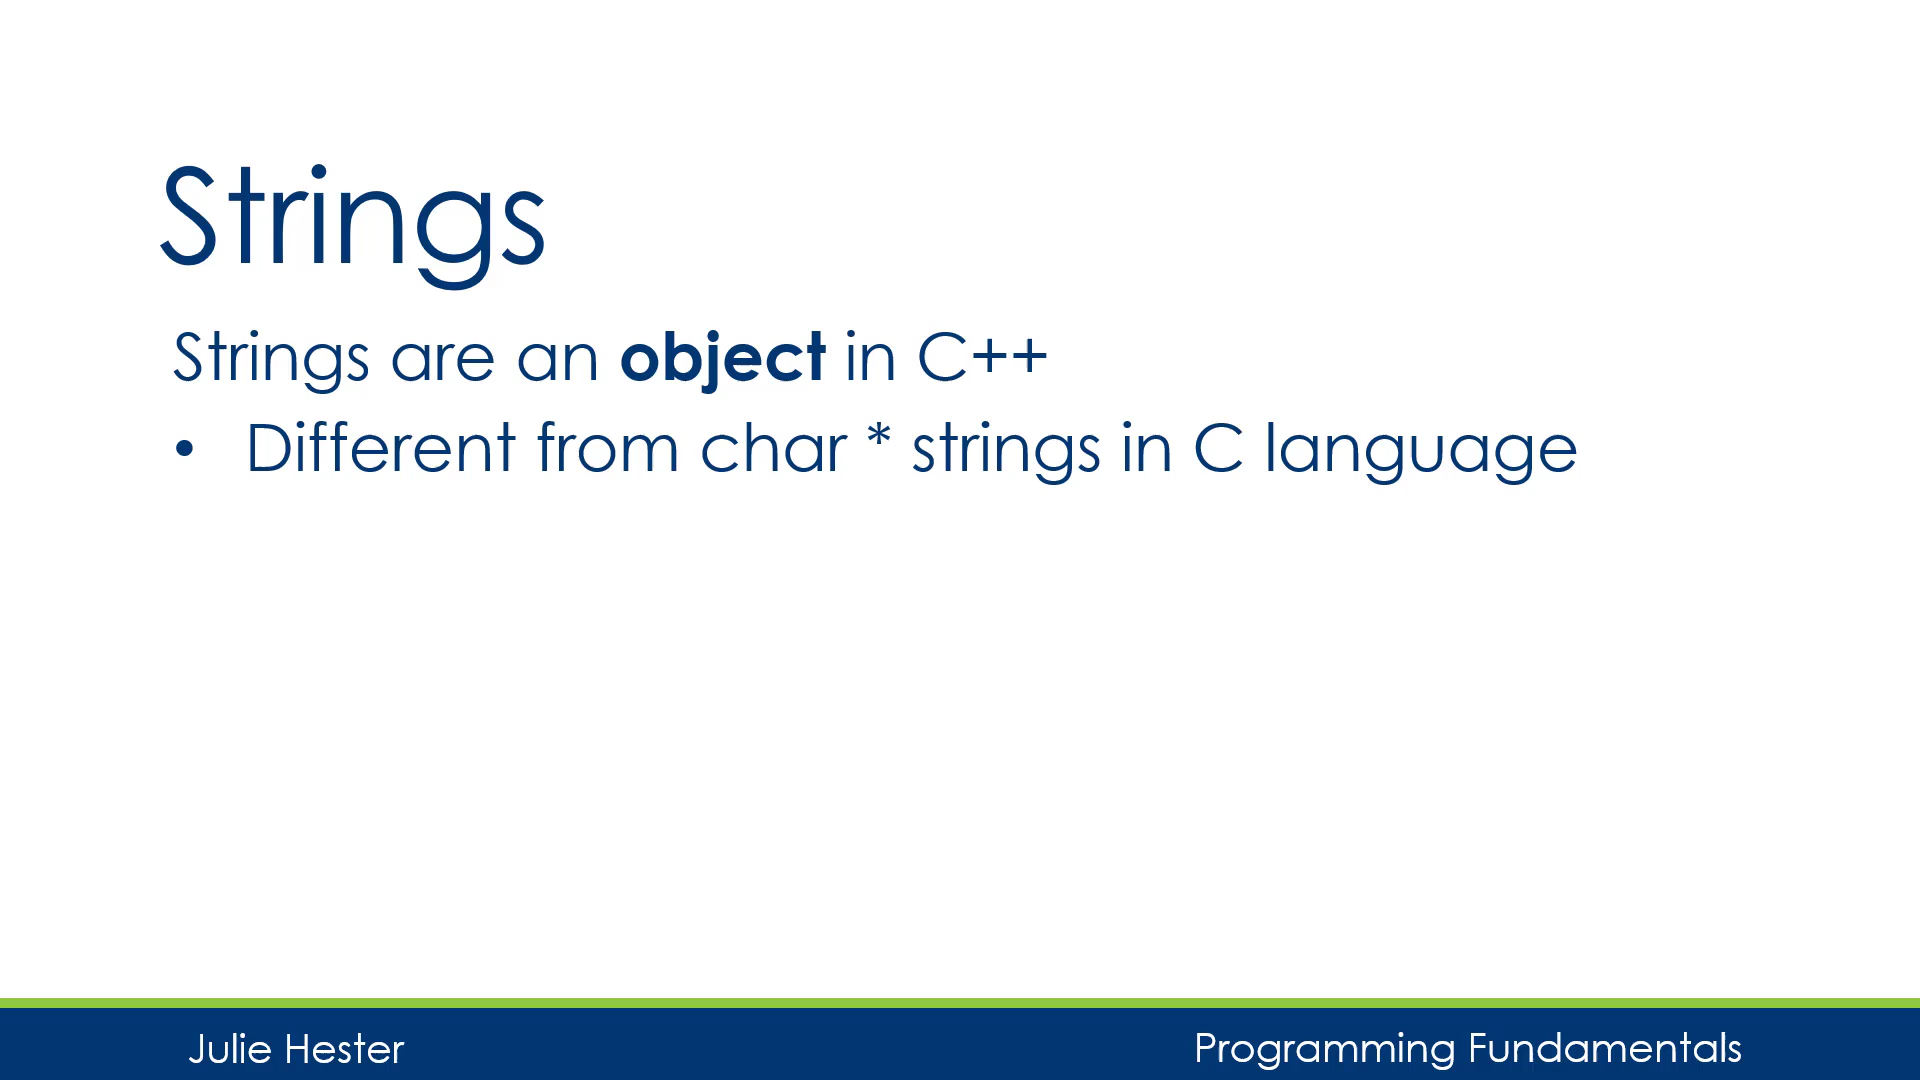 Strings
Strings are an object in C++
• Different from char * strings in C language
Julie Hester
Programming Fundamentals